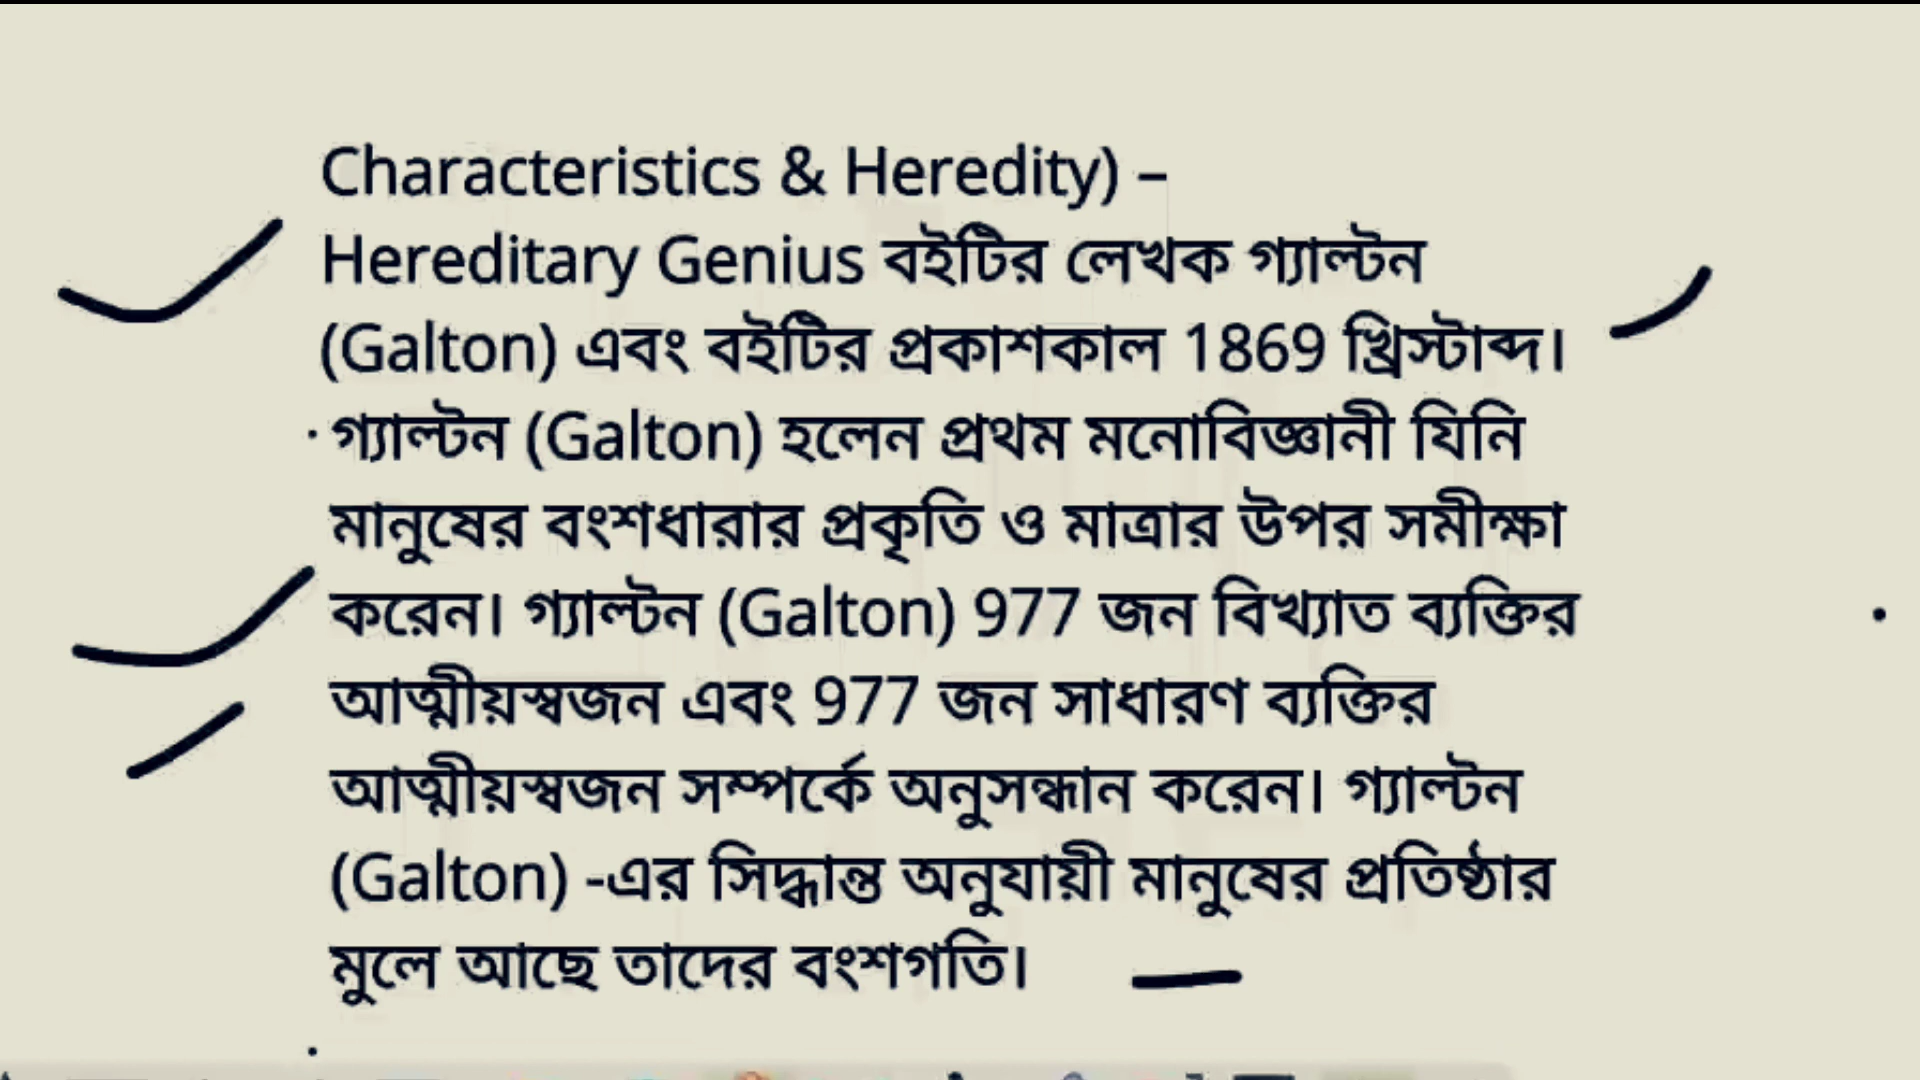 Characteristics & Heredity) –
Hereditary Genius বইটির লেখক গ্যাল্টন
(Galton) এবং বইটির প্রকাশকাল 1869 খ্রিস্টাব্দ।
· গ্যাল্টন (Galton) হলেন প্রথম মনোবিজ্ঞানী যিনি
মানুষের বংশধারার প্রকৃতি ও মাত্রার উপর সমীক্ষা
করেন। গ্যাল্টন (Galton) 977 জন বিখ্যাত ব্যক্তির
আত্মীয়স্বজন এবং 977 জন সাধারণ ব্যক্তির
আত্মীয়স্বজন সম্পর্কে অনুসন্ধান করেন। গ্যাল্টন
(Galton) -এর সিদ্ধান্ত অনুযায়ী মানুষের প্রতিষ্ঠার
মুলে আছে তাদের বংশগতি।